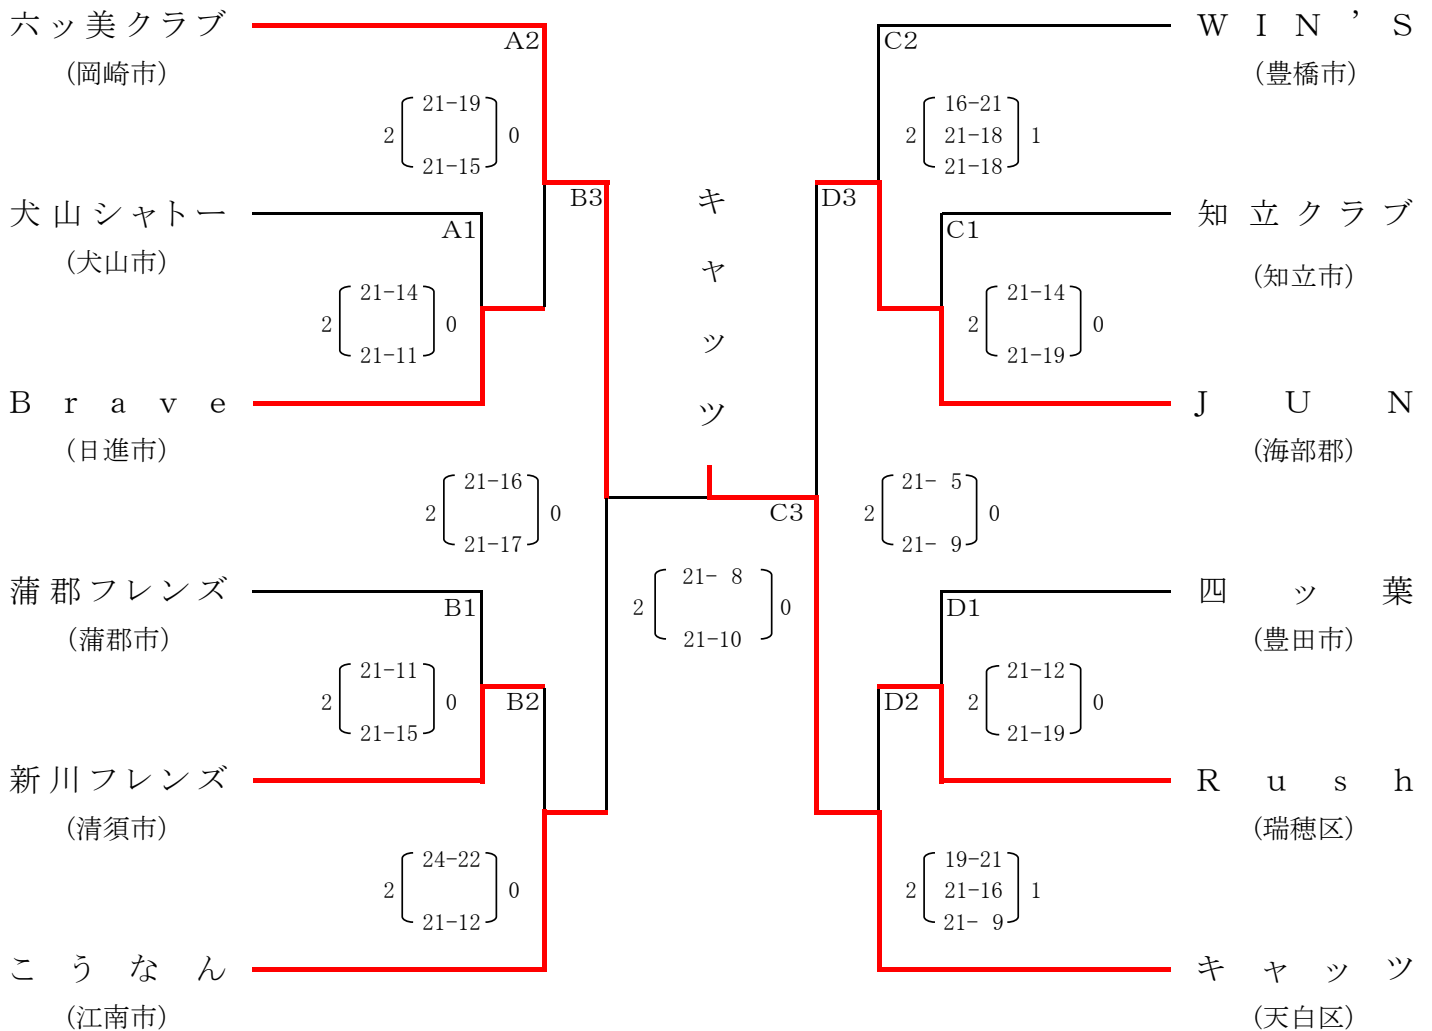 六ッ美クラブ
(岡崎市)
A2
21-19
2 0
21-15
犬山シャトー
(犬山市)
A1
21-14
2 0
21-11
Brave
(日進市)
B3
21-16
2 0
21-17
蒲郡フレンズ
(蒲郡市)
B1
21-11
2 0
21-15
新川フレンズ
(清須市)
B2
24-22
2 0
21-12
こうなん
(江南市)
キャッツ
C3
21- 8
2 0
21-10
WIN'S
(豊橋市)
C2
16-21
2 21-18 1
21-18
知立クラブ
(知立市)
C1
21-14
2 0
21-19
JUN
(海部郡)
D3
21- 5
2 0
21- 9
四ッ葉
(豊田市)
D1
21-12
2 0
21-19
Rush
(瑞穂区)
D2
19-21
2 21-16 1
21- 9
キャッツ
(天白区)